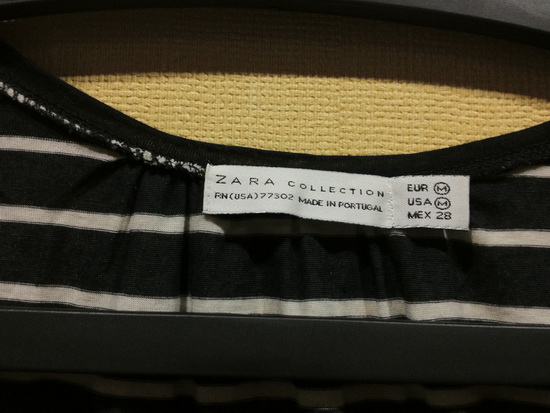 ZARA COLLECTION
RN(USA)77302 MADE IN PORTUGAL
EUR M
USA M
MEX 28